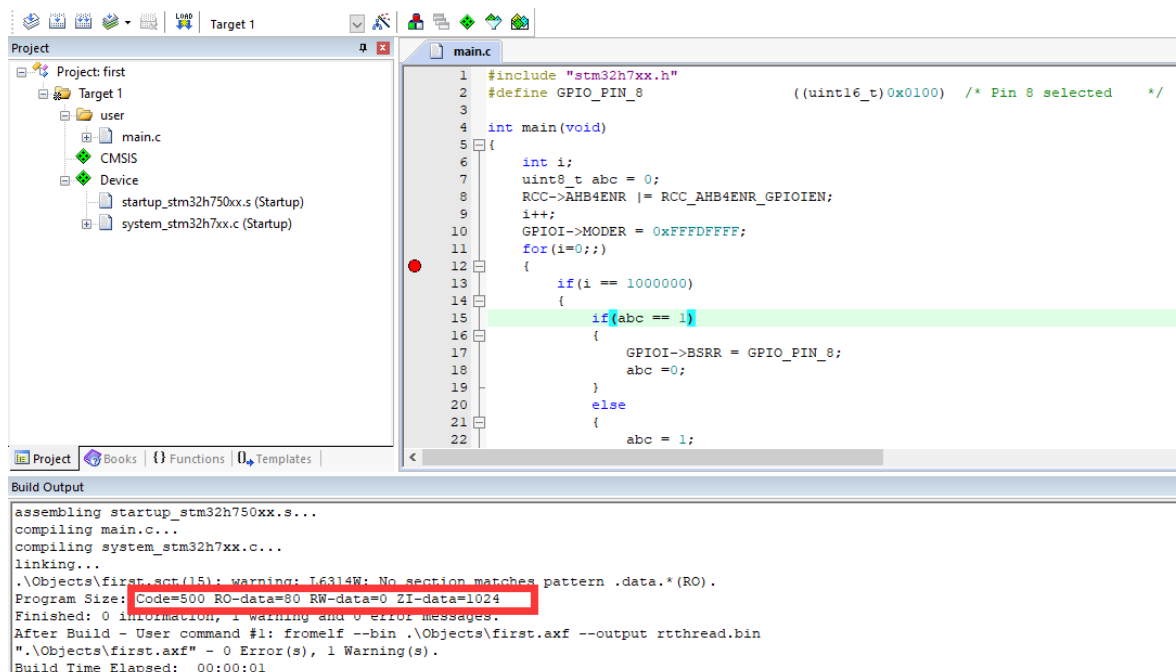 LOAD
Target 1
Project
Project: first
Target 1
user
main.c
CMSIS
Device
startup_stm32h750xx.s (Startup)
system_stm32h7xx.c (Startup)
Project Books {} Functions Templates
main.c
1 #include "stm32h7xx.h"
2 #define GPIO_PIN_8 ((uint16_t)0x0100) /* Pin 8 selected */
3
4 int main(void)
5 {
6 int i;
7 uint8_t abc = 0;
8 RCC->AHB4ENR |= RCC_AHB4ENR_GPIOIEN;
9 i++;
10 GPIOI->MODER = 0xFFFDFFFF;
11 for(i=0;;)
12 {
13 if(i == 1000000)
14 {
15 if(abc == 1)
16 {
17 GPIOI->BSRR = GPIO_PIN_8;
18 abc =0;
19 }
20 else
21 {
22 abc = 1;
Build Output
assembling startup_stm32h750xx.s...
compiling main.c...
compiling system_stm32h7xx.c...
linking...
.\Objects\first.sct(15): warning: L6314W: No section matches pattern .data.*(RO).
Program Size: Code=500 RO-data=80 RW-data=0 ZI-data=1024
Finished: 0 information, 1 warning and 0 error messages.
After Build - User command #1: fromelf --bin .\Objects\first.axf --output rtthread.bin
".\Objects\first.axf" - 0 Error(s), 1 Warning(s).
Build Time Elapsed: 00:00:01